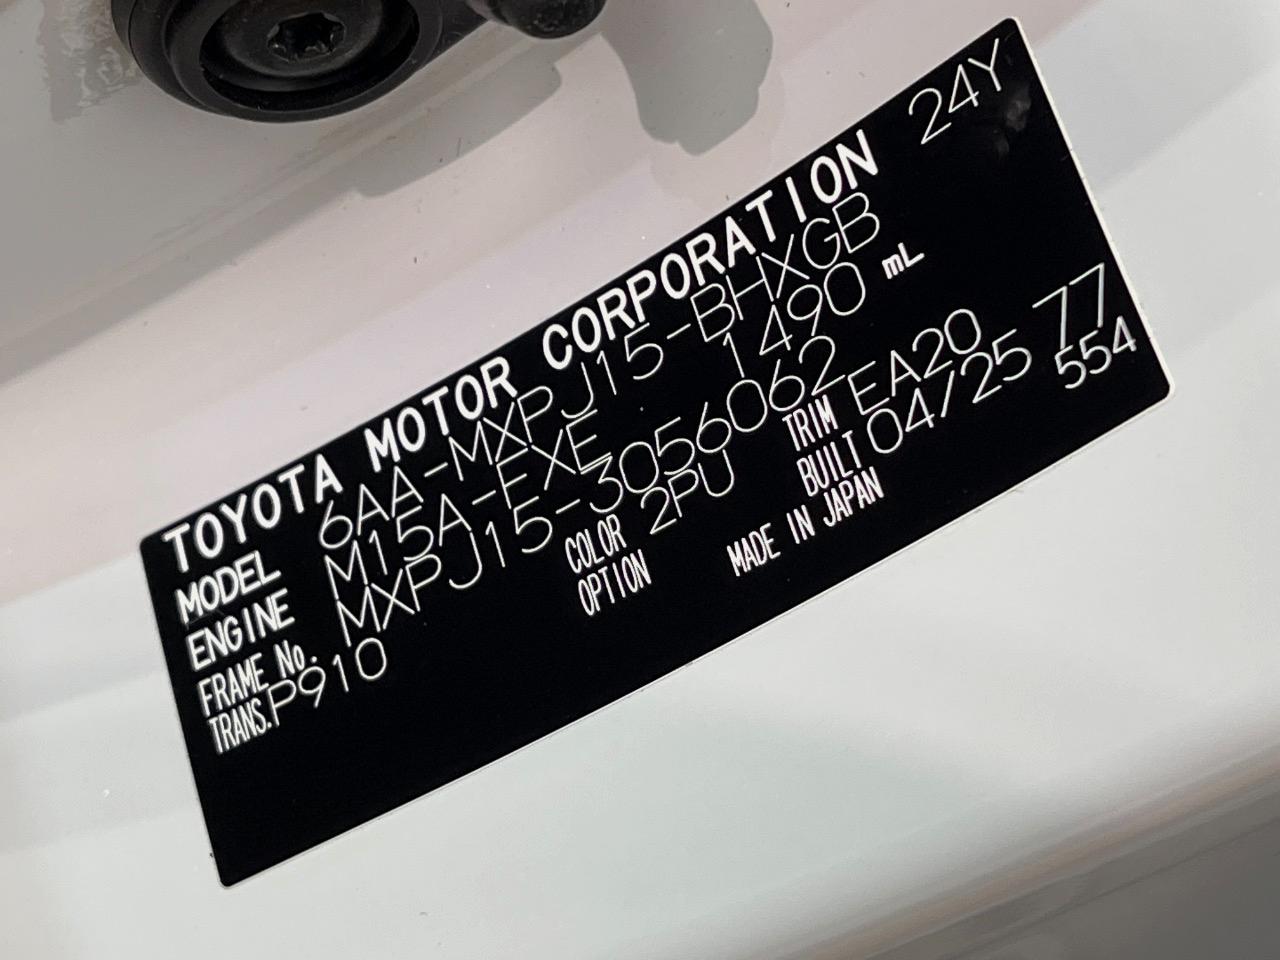 TOYOTA MOTOR CORPORATION 24Y
MODEL 6AA-MXPJ15-BHXGB
ENGINE M15A-FXE 1490 mL
FRAME No. MXPJ15-3056062
TRANS. P910 COLOR 2PU TRIM EA20 77
OPTION BUILT 04/25 554
MADE IN JAPAN